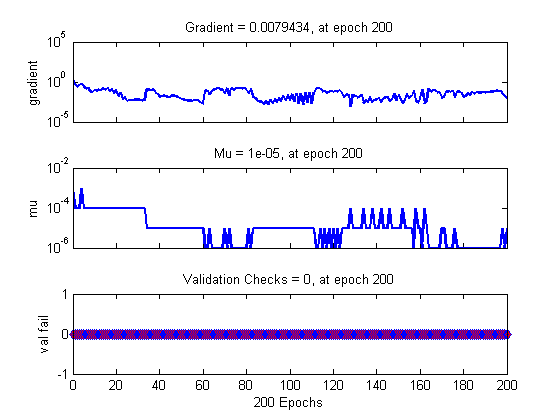 Gradient = 0.0079434, at epoch 200
10^5
10^0
10^-5
gradient
Mu = 1e-05, at epoch 200
10^-2
10^-4
10^-6
mu
Validation Checks = 0, at epoch 200
1
0
-1
val fail
0 20 40 60 80 100 120 140 160 180 200
200 Epochs